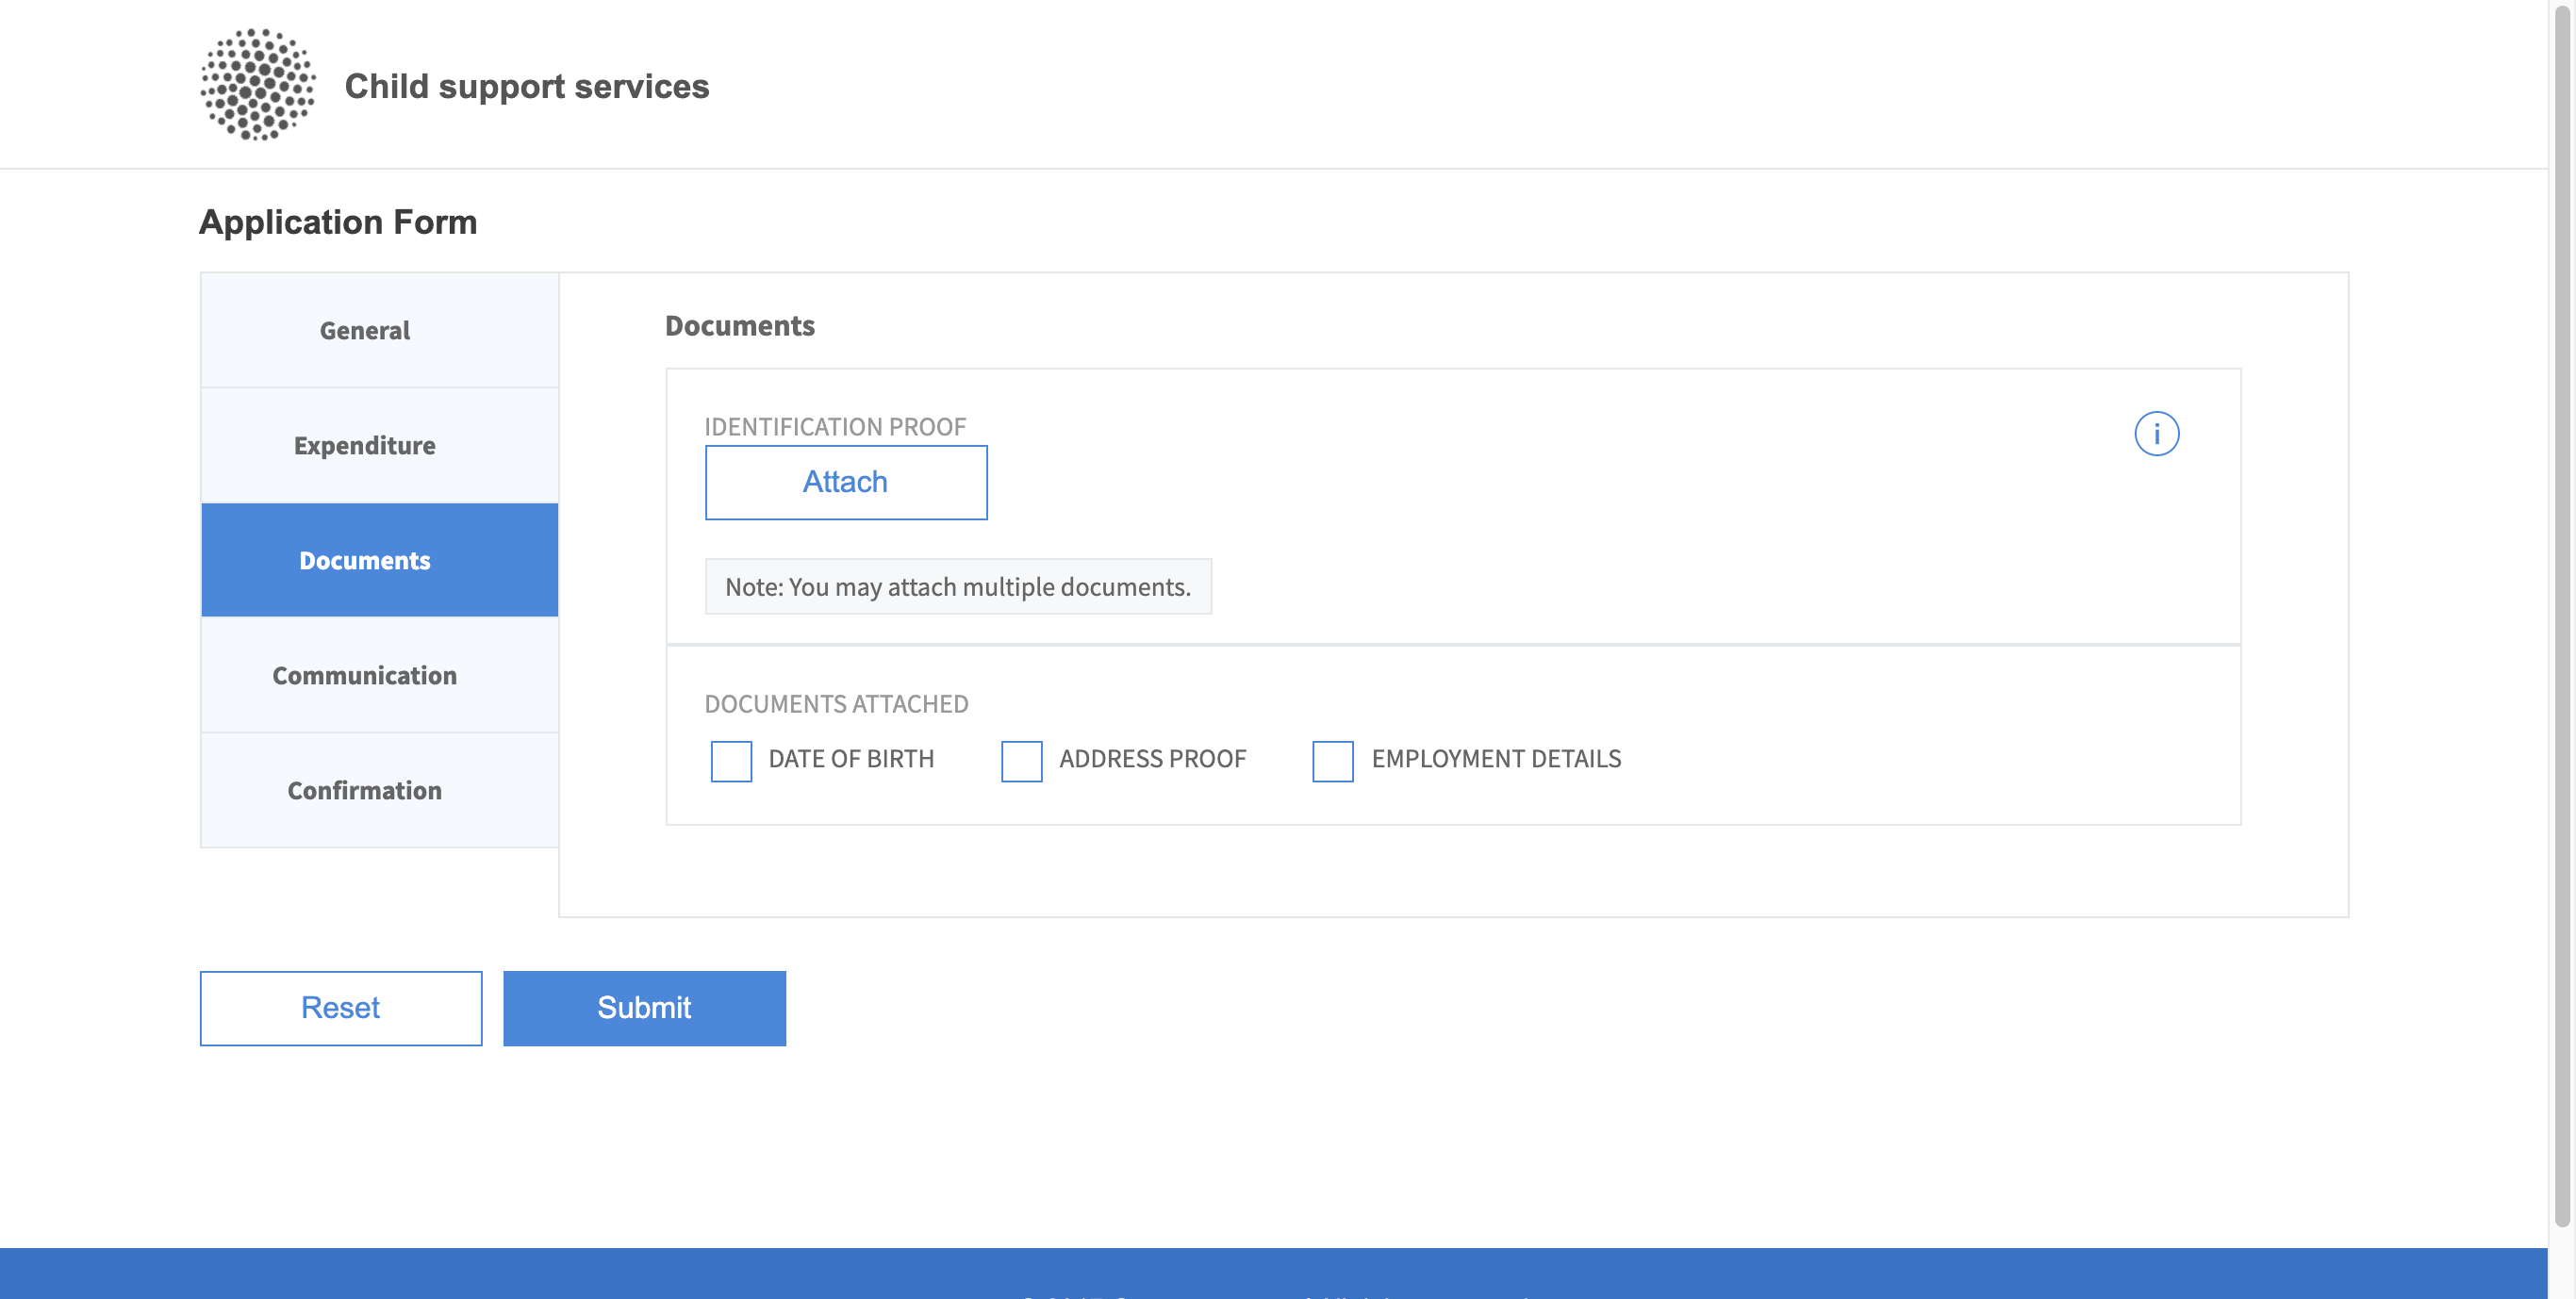 Child support services
Application Form
General
Expenditure
Documents
Communication
Confirmation
Documents
IDENTIFICATION PROOF
i
Attach
Note: You may attach multiple documents.
DOCUMENTS ATTACHED
DATE OF BIRTH
ADDRESS PROOF
EMPLOYMENT DETAILS
Reset
Submit